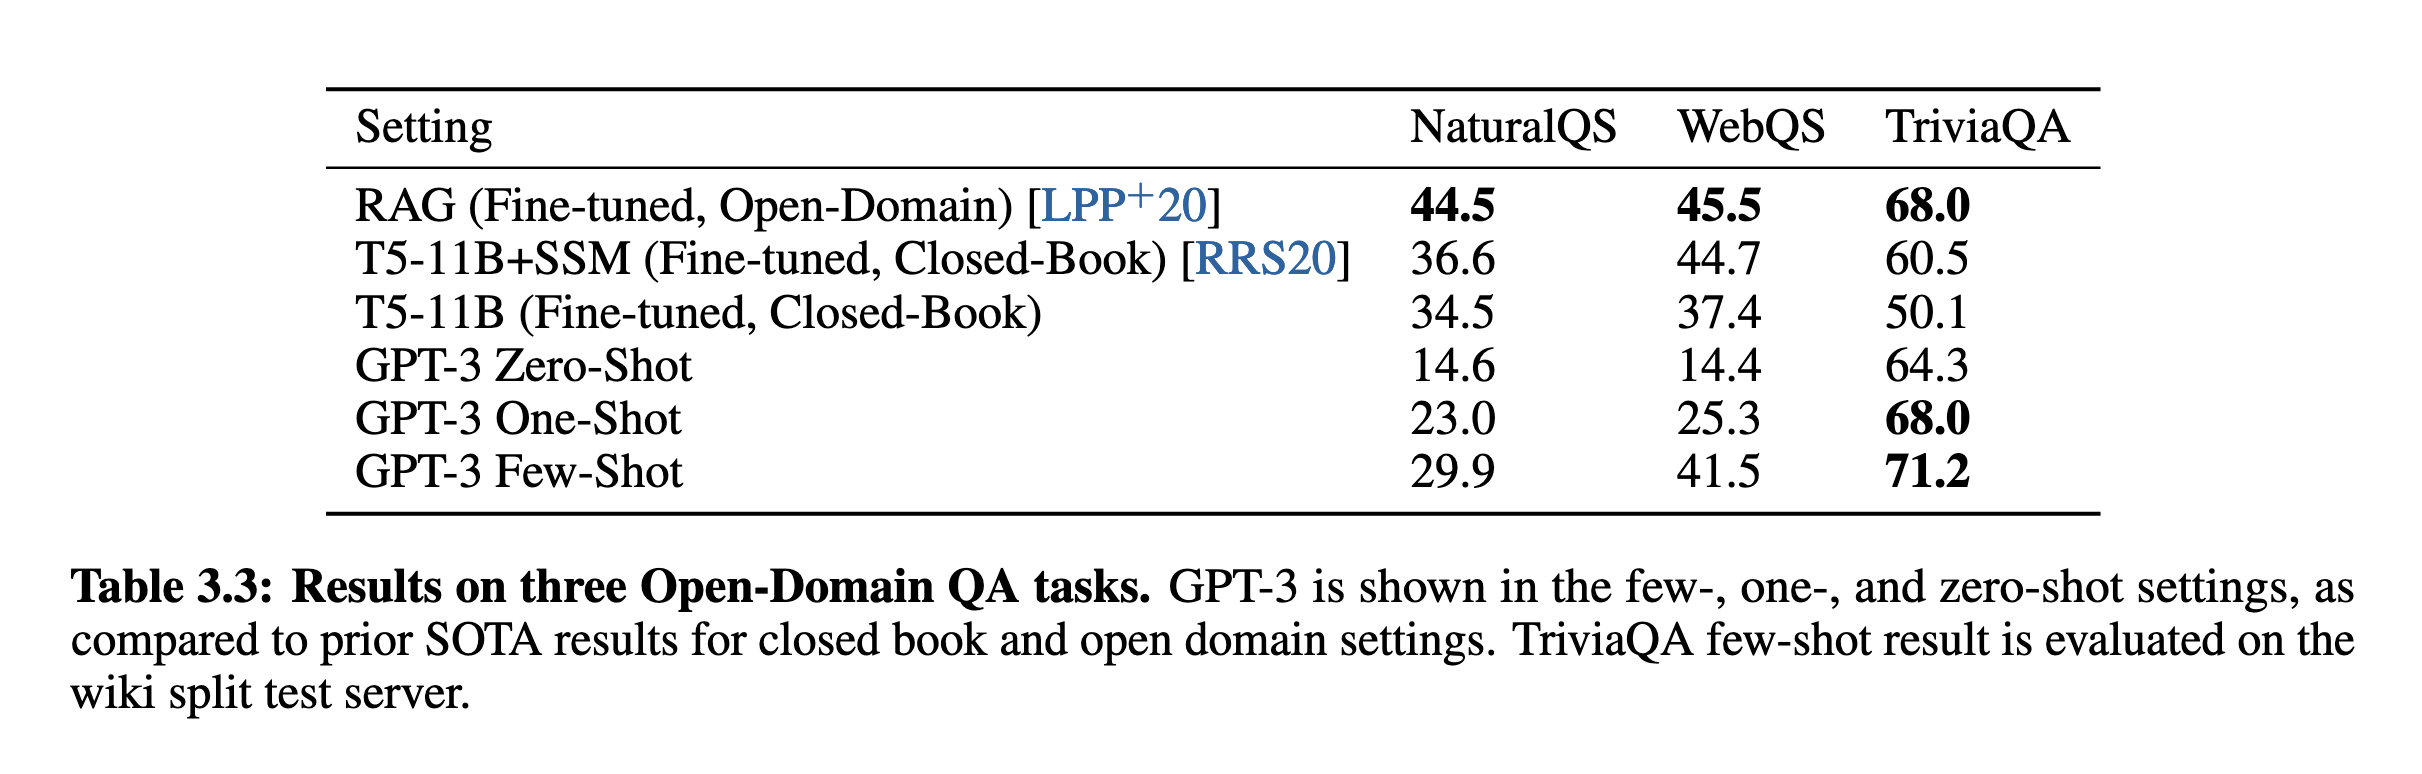 Setting NaturalQS WebQS TriviaQA
RAG (Fine-tuned, Open-Domain) [LPP+20] 44.5 45.5 68.0
T5-11B+SSM (Fine-tuned, Closed-Book) [RRS20] 36.6 44.7 60.5
T5-11B (Fine-tuned, Closed-Book) 34.5 37.4 50.1
GPT-3 Zero-Shot 14.6 14.4 64.3
GPT-3 One-Shot 23.0 25.3 68.0
GPT-3 Few-Shot 29.9 41.5 71.2
Table 3.3: Results on three Open-Domain QA tasks. GPT-3 is shown in the few-, one-, and zero-shot settings, as
compared to prior SOTA results for closed book and open domain settings. TriviaQA few-shot result is evaluated on the
wiki split test server.